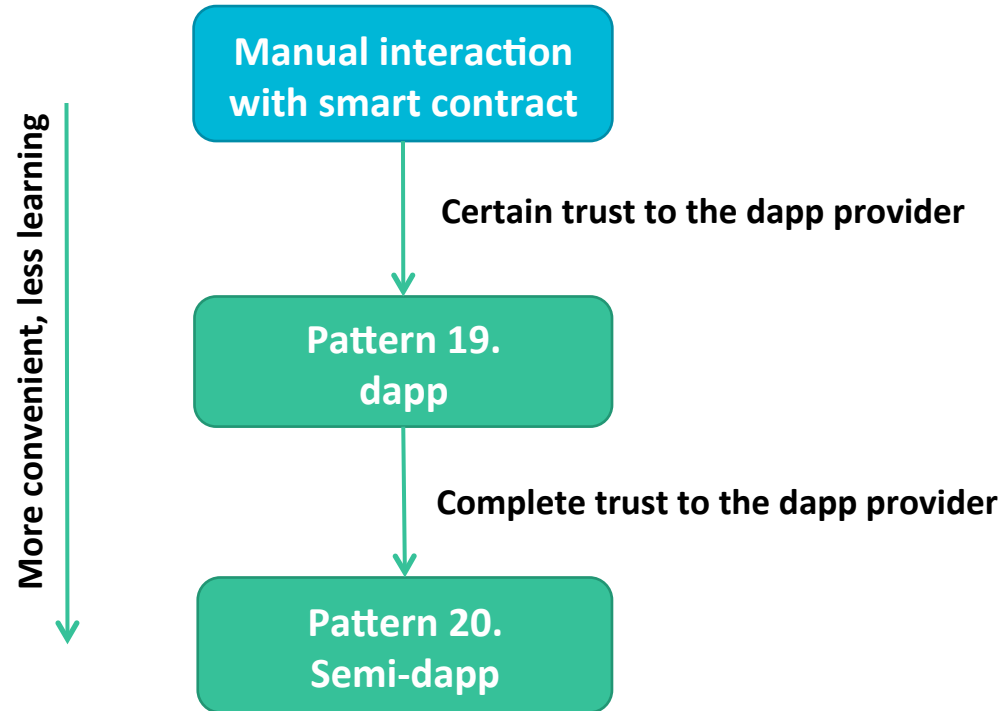 Manual interaction
with smart contract
More convenient, less learning
Certain trust to the dapp provider
Pattern 19.
dapp
Complete trust to the dapp provider
Pattern 20.
Semi-dapp